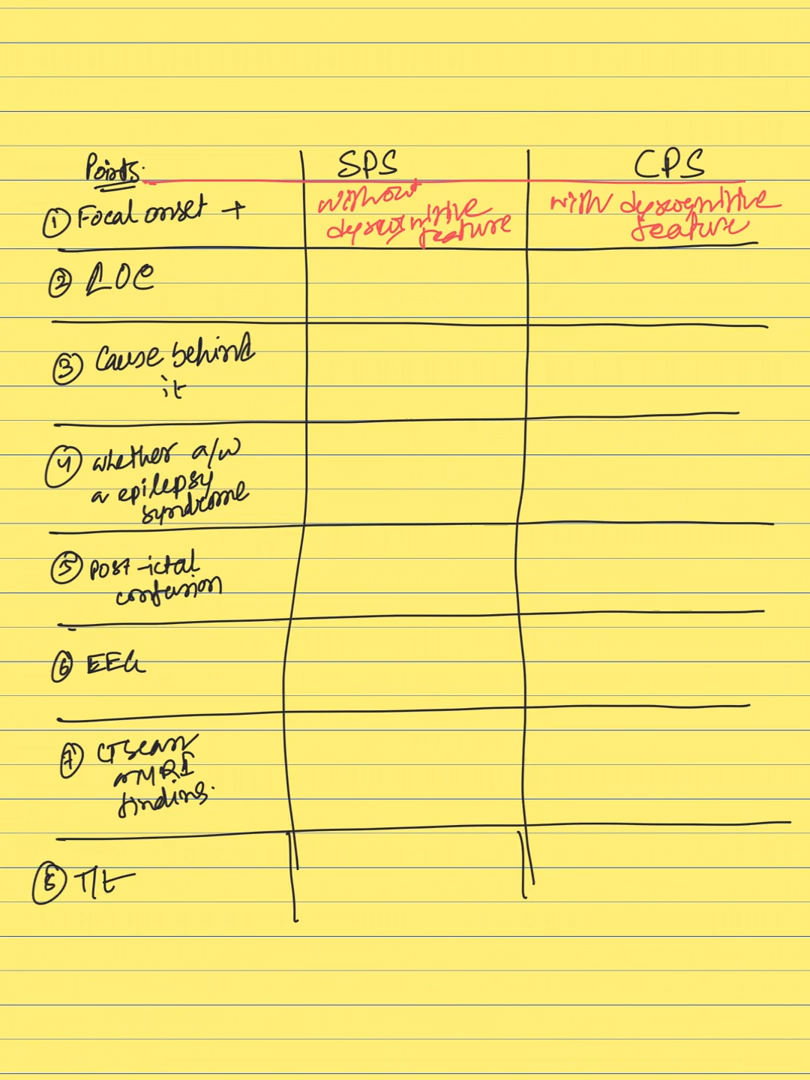 Points. SPS CPS
① Focal onset + without dyscognitive feature with dyscognitive feature
② LOC
③ Cause behind
it
④ whether a/w
a epilepsy
syndrome
⑤ post-ictal
confusion
⑥ EEG
⑦ CT scan
or MRI
findins.
⑧ T/t